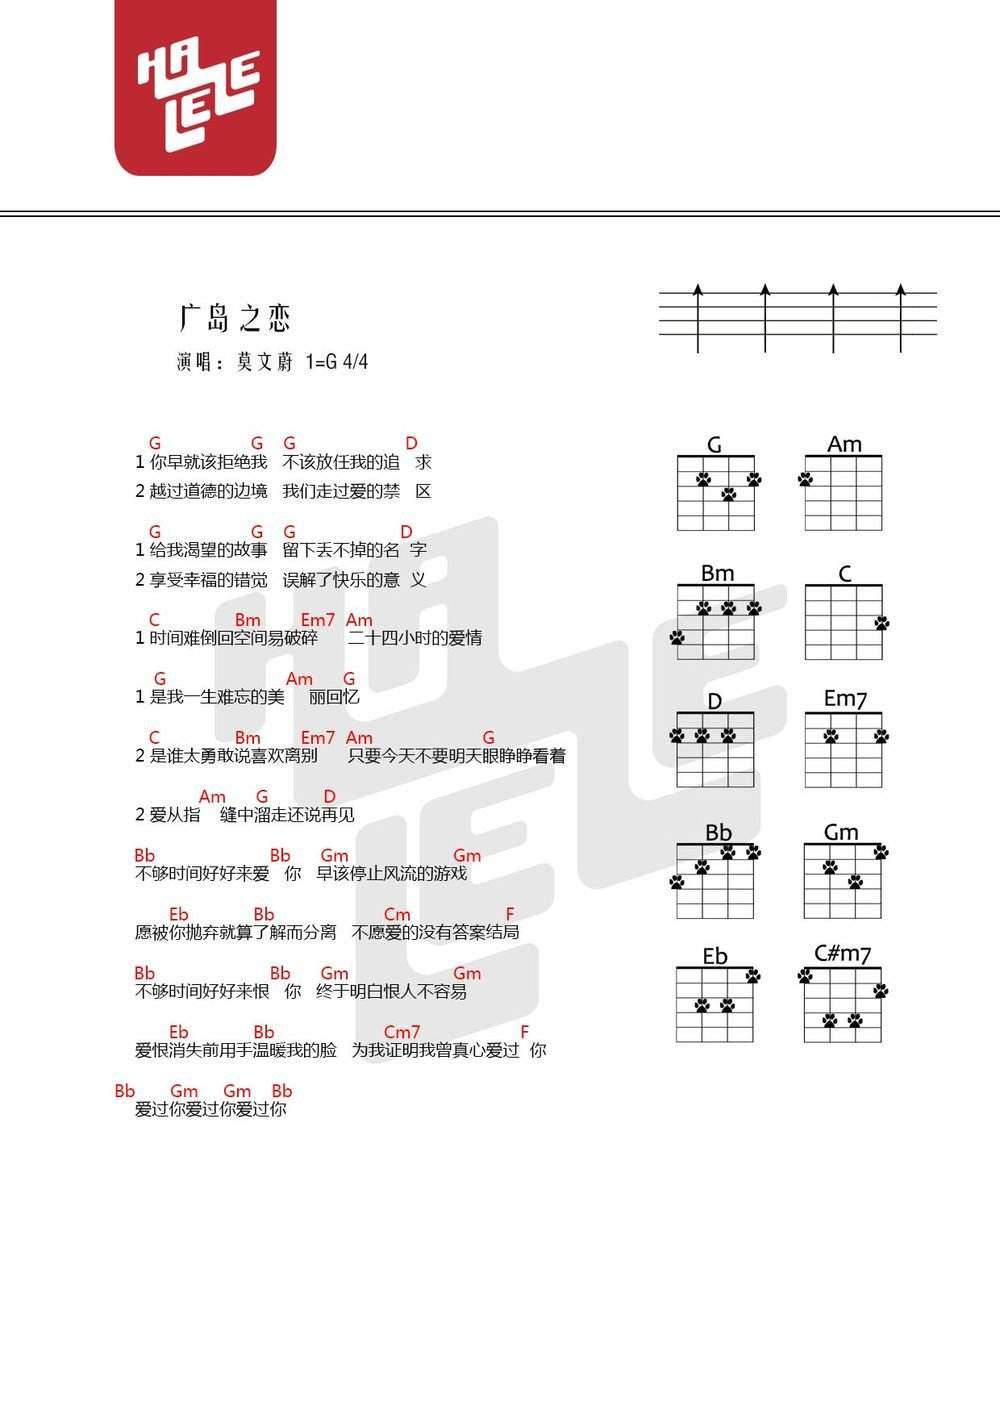 HALELE
广岛之恋
演唱：莫文蔚 1=G 4/4
G G G D
1 你早就该拒绝我 不该放任我的追 求
2 越过道德的边境 我们走过爱的禁 区
G G G D
1 给我渴望的故事 留下丢不掉的名 字
2 享受幸福的错觉 误解了快乐的意 义
C Bm Em7 Am
1 时间难倒回空间易破碎 二十四小时的爱情
G Am G
1 是我一生难忘的美 丽回忆
C Bm Em7 Am G
2 是谁太勇敢说喜欢离别 只要今天不要明天眼睁睁看着
Am G D
2 爱从指 缝中溜走还说再见
Bb Bb Gm Gm
不够时间好好来爱 你 早该停止风流的游戏
Eb Bb Cm F
愿被你抛弃就算了解而分离 不愿爱的没有答案结局
Bb Bb Gm Gm
不够时间好好来恨 你 终于明白恨人不容易
Eb Bb Cm7 F
爱恨消失前用手温暖我的脸 为我证明我曾真心爱过 你
Bb Gm Gm Bb
爱过你爱过你爱过你
G Am
Bm C
D Em7
Bb Gm
Eb C#m7
HALELE